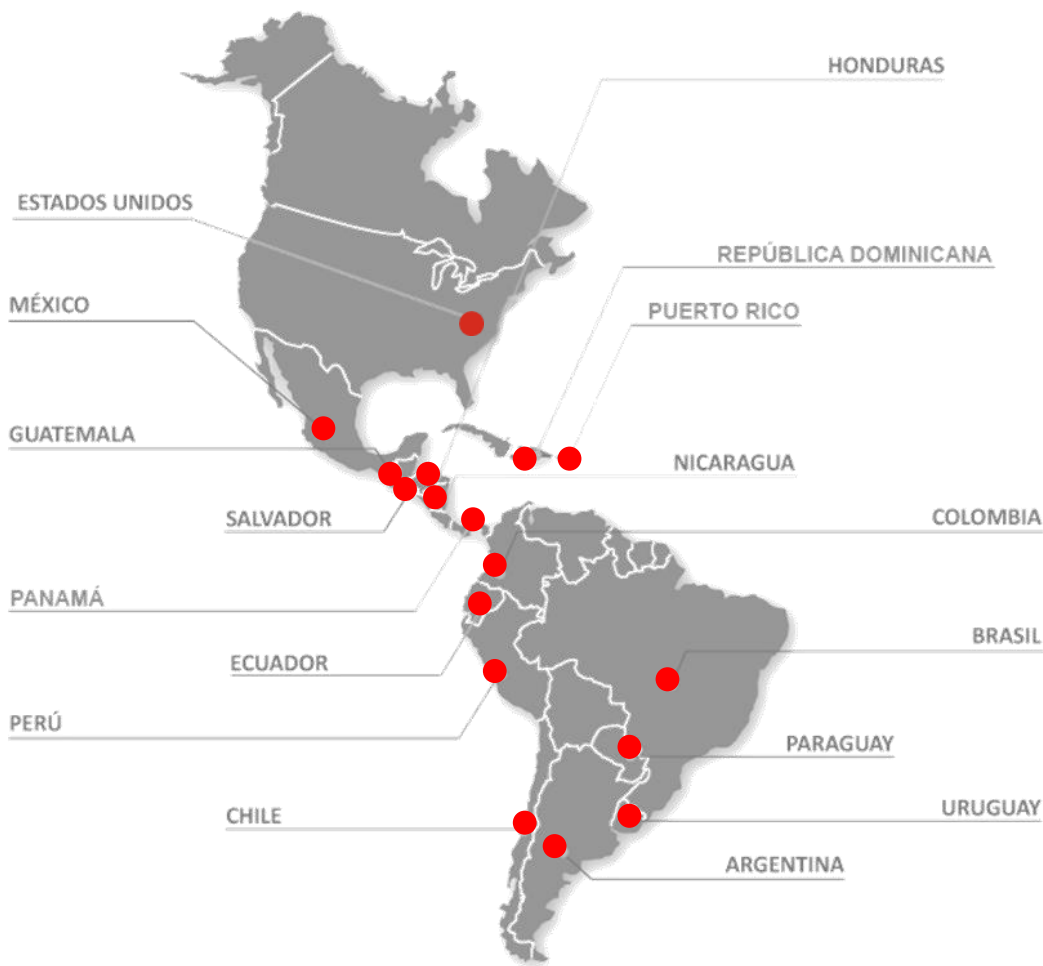 HONDURAS
ESTADOS UNIDOS
REPÚBLICA DOMINICANA
MÉXICO
PUERTO RICO
GUATEMALA
NICARAGUA
SALVADOR
COLOMBIA
PANAMÁ
BRASIL
ECUADOR
PERÚ
PARAGUAY
URUGUAY
CHILE
ARGENTINA